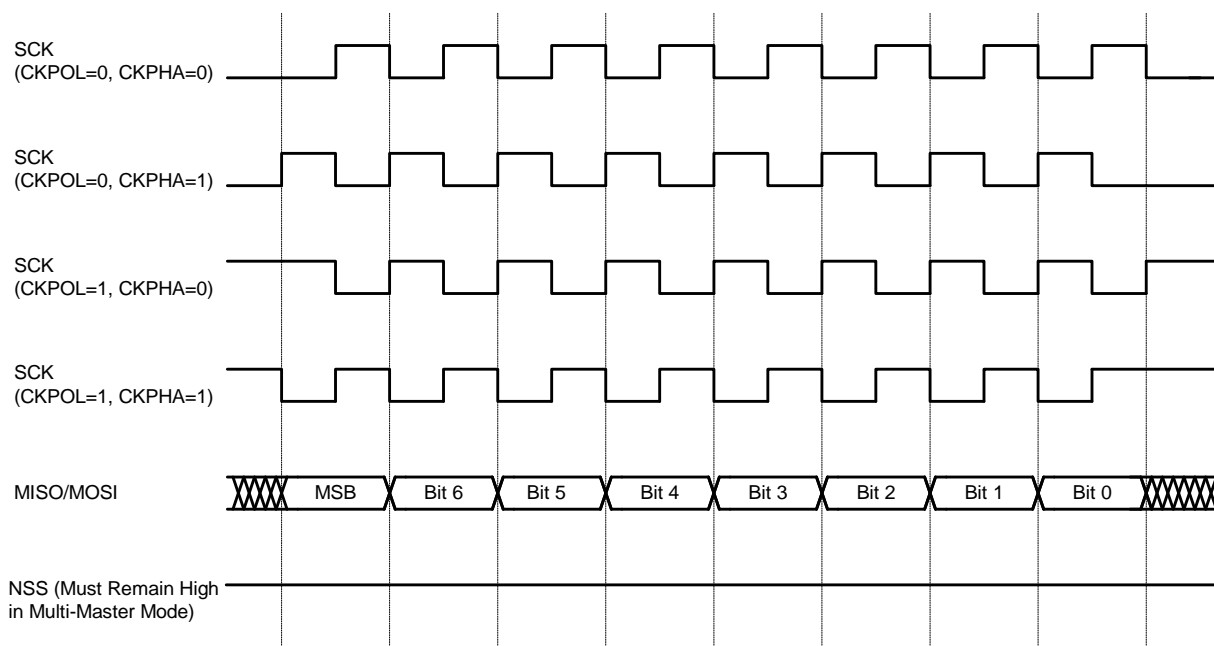 SCK
(CKPOL=0, CKPHA=0)
SCK
(CKPOL=0, CKPHA=1)
SCK
(CKPOL=1, CKPHA=0)
SCK
(CKPOL=1, CKPHA=1)
MISO/MOSI MSB Bit 6 Bit 5 Bit 4 Bit 3 Bit 2 Bit 1 Bit 0
NSS (Must Remain High
in Multi-Master Mode)